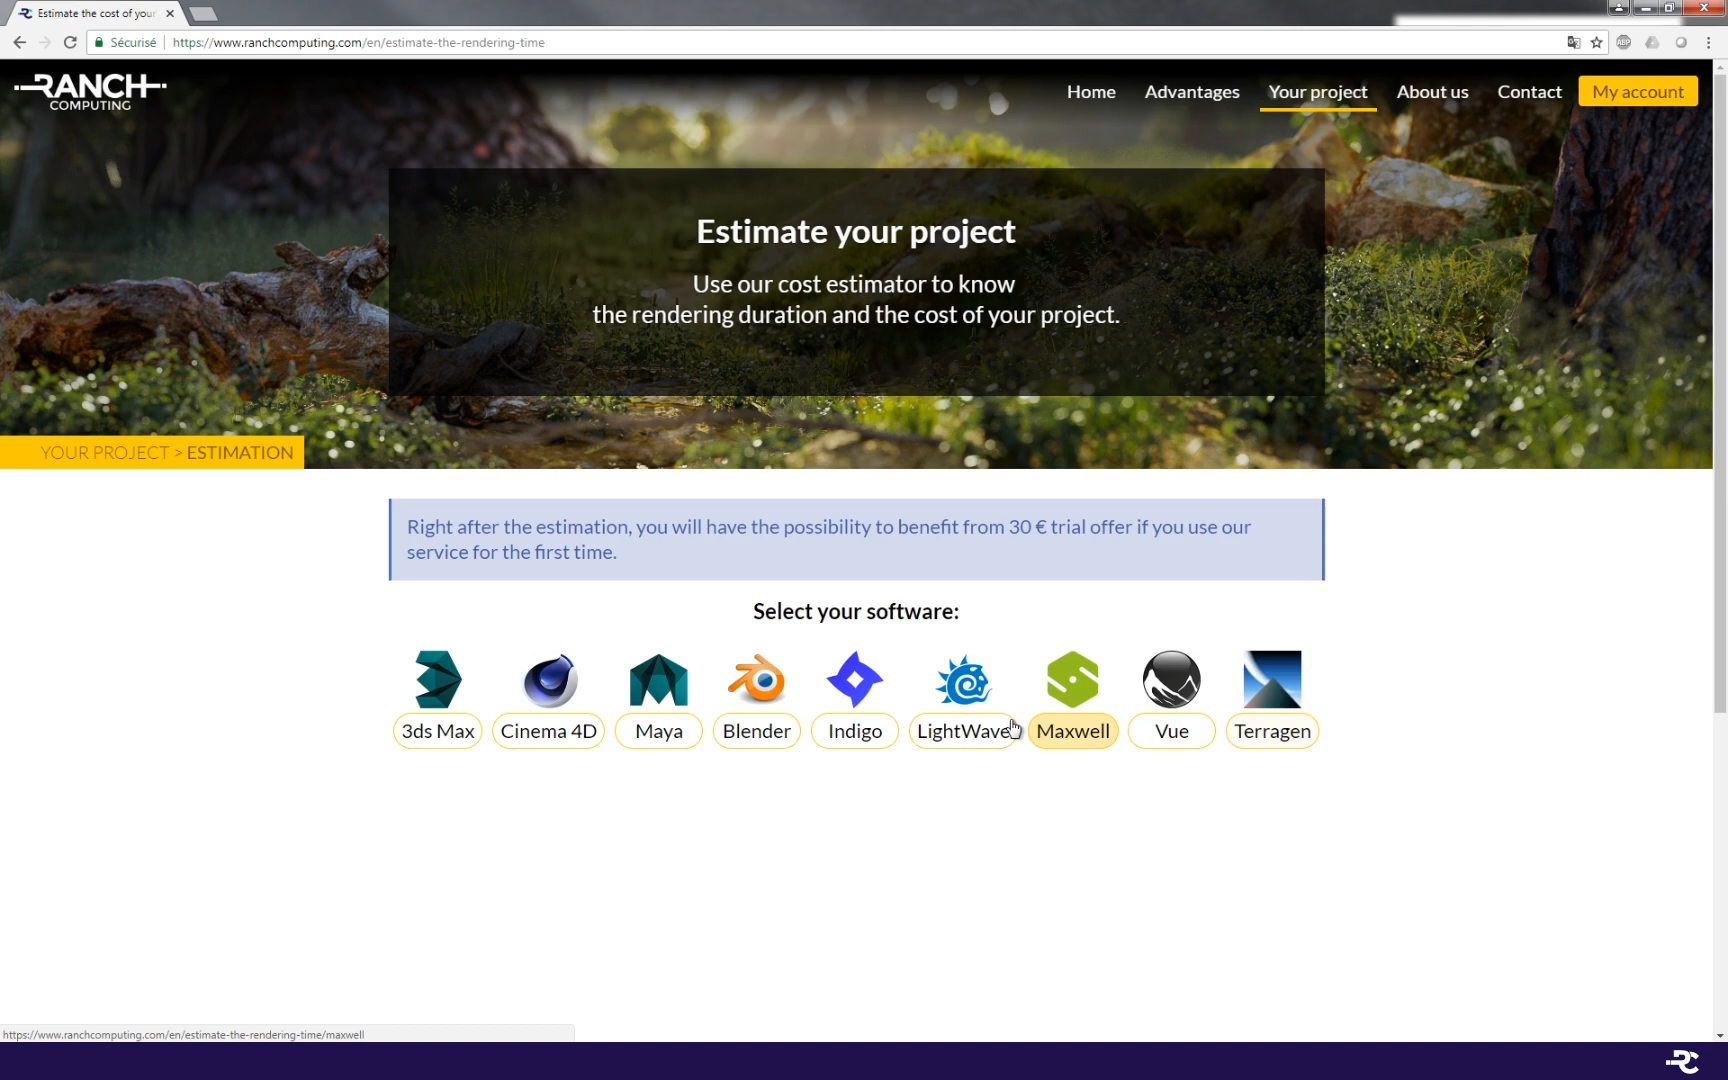 Estimate the cost of your
Sécurisé
https://www.ranchcomputing.com/en/estimate-the-rendering-time
ABP
RANCH
COMPUTING
Home
Advantages
Your project
About us
Contact
My account
Estimate your project
Use our cost estimator to know
the rendering duration and the cost of your project.
YOUR PROJECT > ESTIMATION
Right after the estimation, you will have the possibility to benefit from 30 € trial offer if you use our
service for the first time.
Select your software:
3ds Max
Cinema 4D
Maya
Blender
Indigo
LightWave
Maxwell
Vue
Terragen
https://www.ranchcomputing.com/en/estimate-the-rendering-time/maxwell